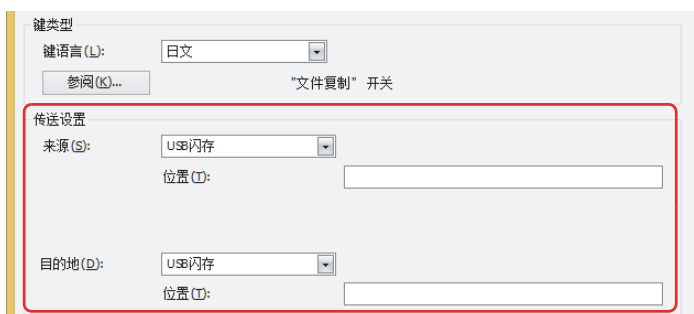 键类型
键语言(L): 日文
参阅(K)... "文件复制" 开关
传送设置
来源(S): USB闪存
位置(T):
目的地(D): USB闪存
位置(T):